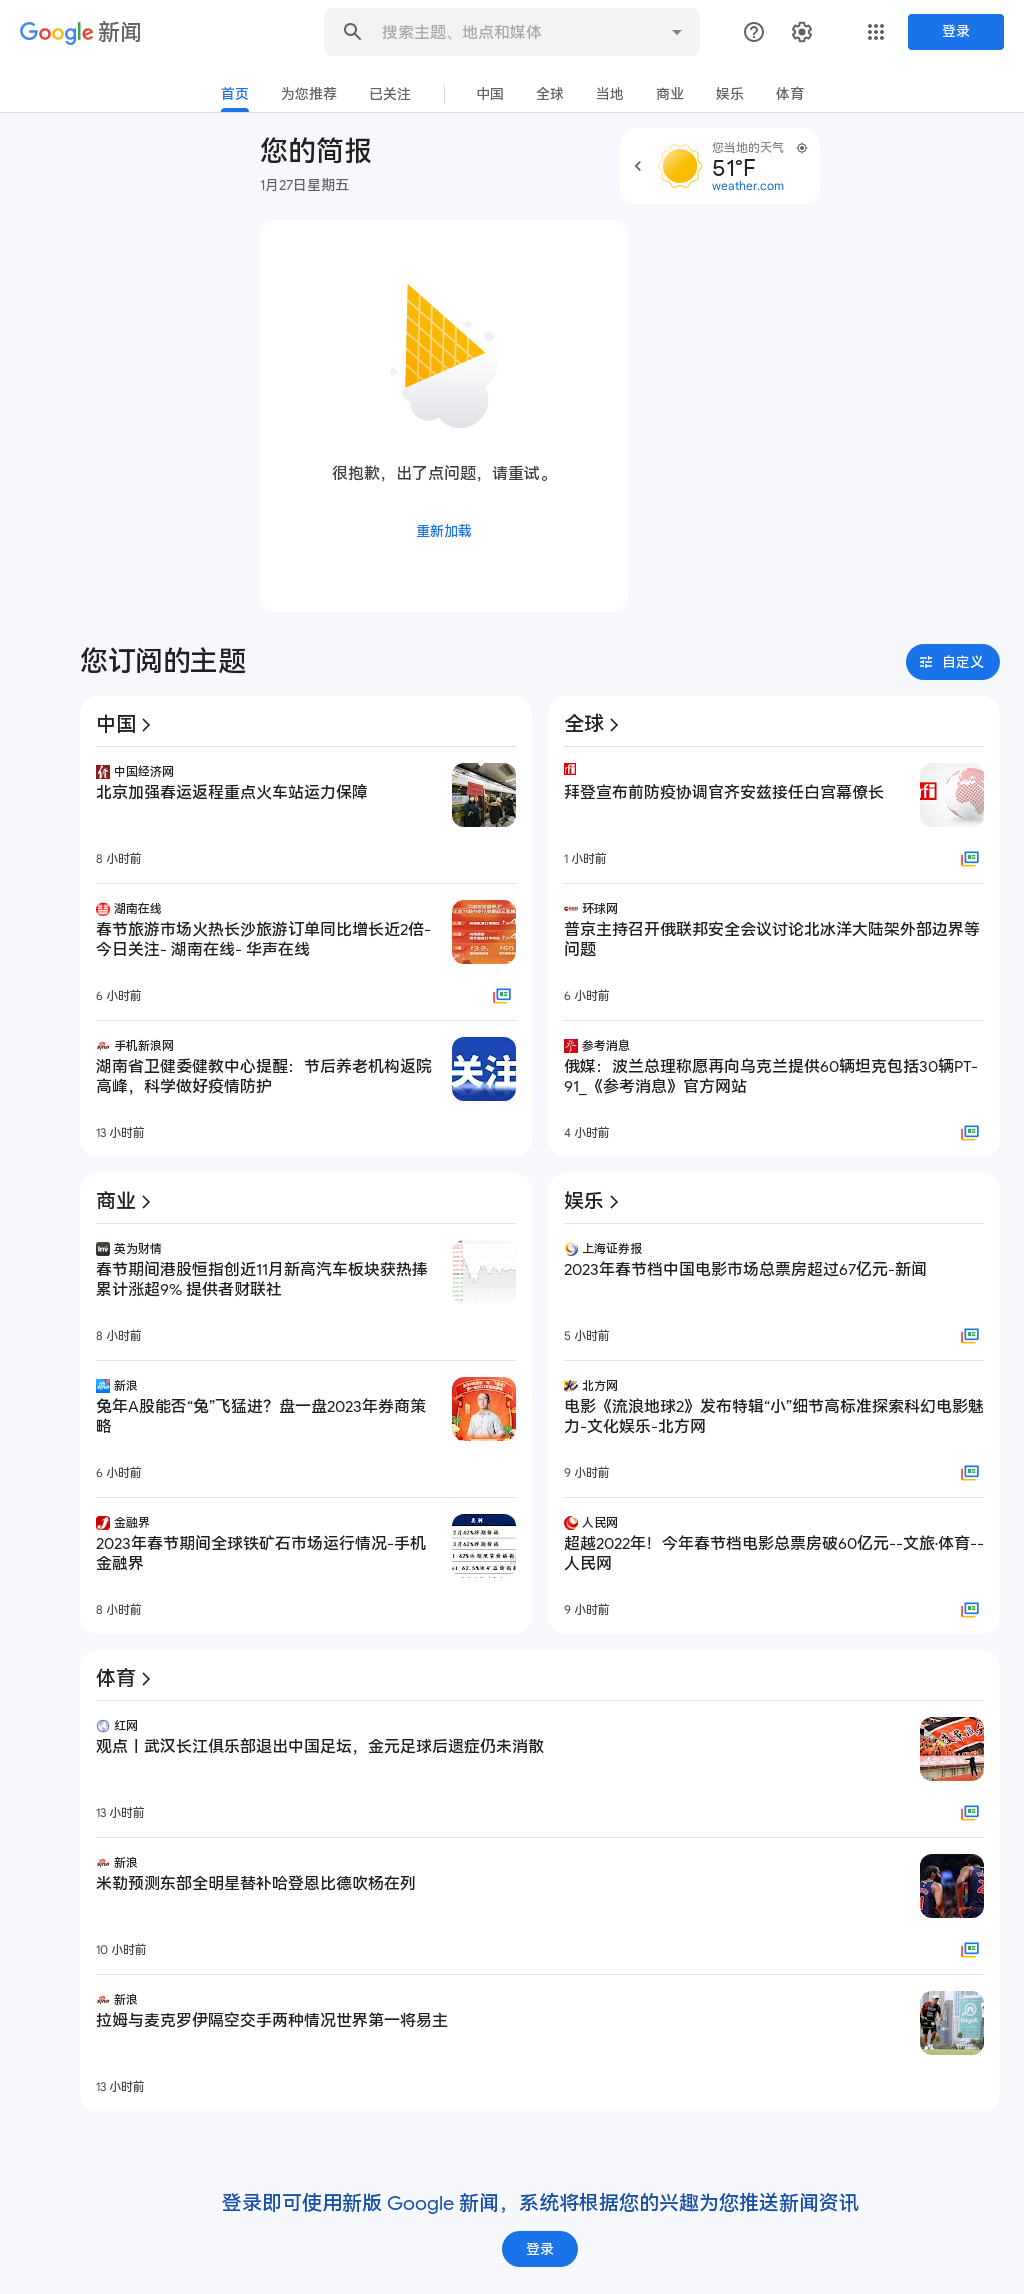 Google 新闻
搜索主题、地点和媒体
登录
首页
为您推荐
已关注
中国
全球
当地
商业
娱乐
体育
您的简报
1月27日星期五
您当地的天气
51°F
weather.com
很抱歉，出了点问题，请重试。
重新加载
您订阅的主题
自定义
中国
中国经济网
北京加强春运返程重点火车站运力保障
8 小时前
湖南在线
春节旅游市场火热长沙旅游订单同比增长近2倍-
今日关注- 湖南在线- 华声在线
6 小时前
手机新浪网
湖南省卫健委健教中心提醒：节后养老机构返院
高峰，科学做好疫情防护
关注
13 小时前
全球
rfi
拜登宣布前防疫协调官齐安兹接任白宫幕僚长
1 小时前
环球网
普京主持召开俄联邦安全会议讨论北冰洋大陆架外部边界等
问题
6 小时前
参考消息
俄媒：波兰总理称愿再向乌克兰提供60辆坦克包括30辆PT-
91_《参考消息》官方网站
4 小时前
商业
英为财情
春节期间港股恒指创近11月新高汽车板块获热捧
累计涨超9% 提供者财联社
8 小时前
新浪
兔年A股能否“兔”飞猛进？盘一盘2023年券商策
略
6 小时前
金融界
2023年春节期间全球铁矿石市场运行情况-手机
金融界
8 小时前
娱乐
上海证券报
2023年春节档中国电影市场总票房超过67亿元-新闻
5 小时前
北方网
电影《流浪地球2》发布特辑“小”细节高标准探索科幻电影魅
力-文化娱乐-北方网
9 小时前
人民网
超越2022年！今年春节档电影总票房破60亿元--文旅·体育--
人民网
9 小时前
体育
红网
观点丨武汉长江俱乐部退出中国足坛，金元足球后遗症仍未消散
13 小时前
新浪
米勒预测东部全明星替补哈登恩比德吹杨在列
10 小时前
新浪
拉姆与麦克罗伊隔空交手两种情况世界第一将易主
13 小时前
登录即可使用新版 Google 新闻，系统将根据您的兴趣为您推送新闻资讯
登录